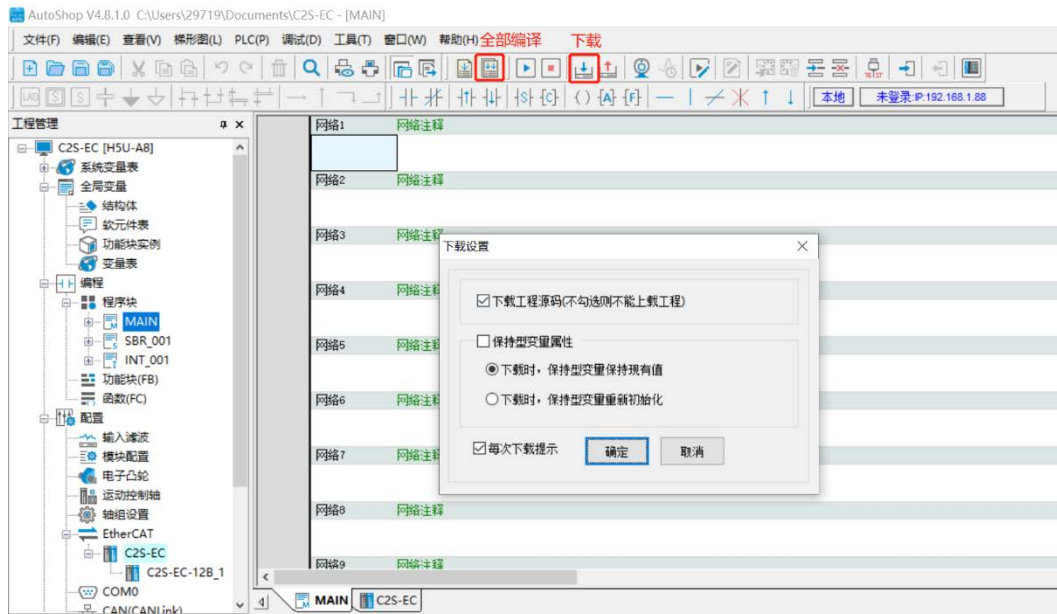 AutoShop V4.8.1.0 C:\Users\29719\Documents\C2S-EC - [MAIN]
文件(F) 编辑(E) 查看(V) 梯形图(L) PLC(P) 调试(D) 工具(T) 窗口(W) 帮助(H) 全部编译 下载
LAD S S {S} {C} ( ) {A} {F} 本地 未登录:IP:192.168.1.88
工程管理
C2S-EC [H5U-A8]
系统变量表
全局变量
结构体
软元件表
功能块实例
变量表
编程
程序块
MAIN
SBR_001
INT_001
功能块(FB)
函数(FC)
配置
输入滤波
模块配置
电子凸轮
运动控制轴
轴组设置
EtherCAT
C2S-EC
C2S-EC-12B_1
COM0
CAN(CANLink)
网络1 网络注释
网络2 网络注释
网络3 网络注释
网络4 网络注释
网络5 网络注释
网络6 网络注释
网络7 网络注释
网络8 网络注释
网络9 网络注释
下载设置
下载工程源码(不勾选则不能上载工程)
保持型变量属性
下载时，保持型变量保持现有值
下载时，保持型变量重新初始化
每次下载提示 确定 取消
MAIN C2S-EC